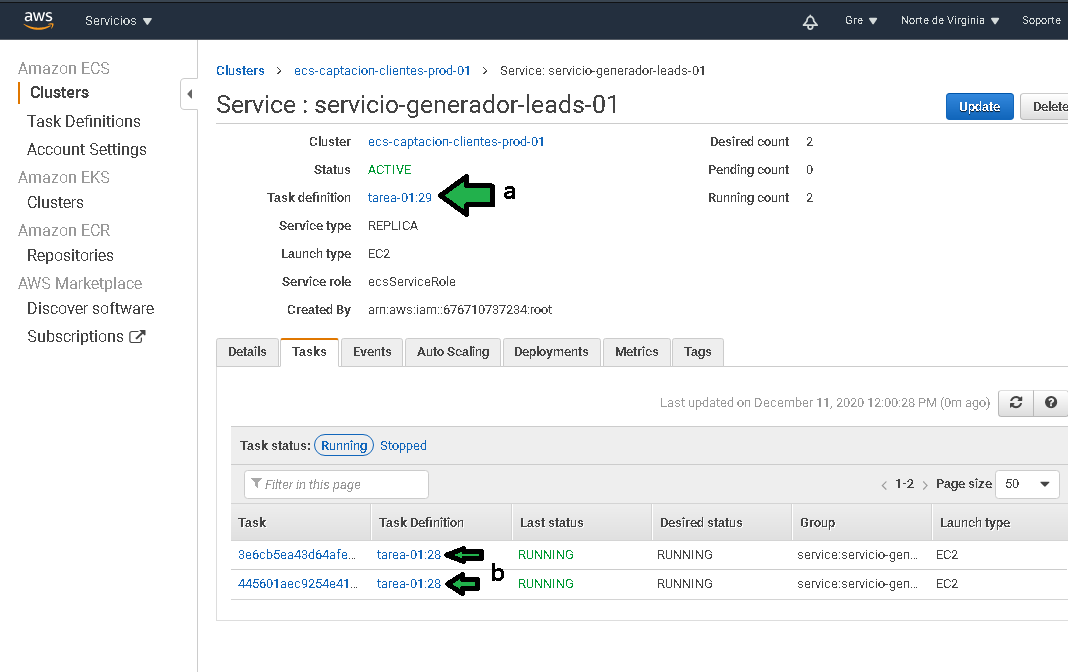 aws Servicios Gre Norte de Virginia Soporte
Amazon ECS
Clusters
Task Definitions
Account Settings
Amazon EKS
Clusters
Amazon ECR
Repositories
AWS Marketplace
Discover software
Subscriptions
Clusters > ecs-captacion-clientes-prod-01 > Service: servicio-generador-leads-01
Service : servicio-generador-leads-01
Update Delete
Cluster ecs-captacion-clientes-prod-01 Desired count 2
Status ACTIVE Pending count 0
Task definition tarea-01:29 a Running count 2
Service type REPLICA
Launch type EC2
Service role ecsServiceRole
Created By arn:aws:iam::676710737234:root
Details Tasks Events Auto Scaling Deployments Metrics Tags
Last updated on December 11, 2020 12:00:28 PM (0m ago)
Task status: Running Stopped
Filter in this page < 1-2 > Page size 50
Task Task Definition Last status Desired status Group Launch type
3e6cb5ea43d64afe... tarea-01:28 RUNNING RUNNING service:servicio-gen... EC2
b
445601aec9254e41... tarea-01:28 RUNNING RUNNING service:servicio-gen... EC2